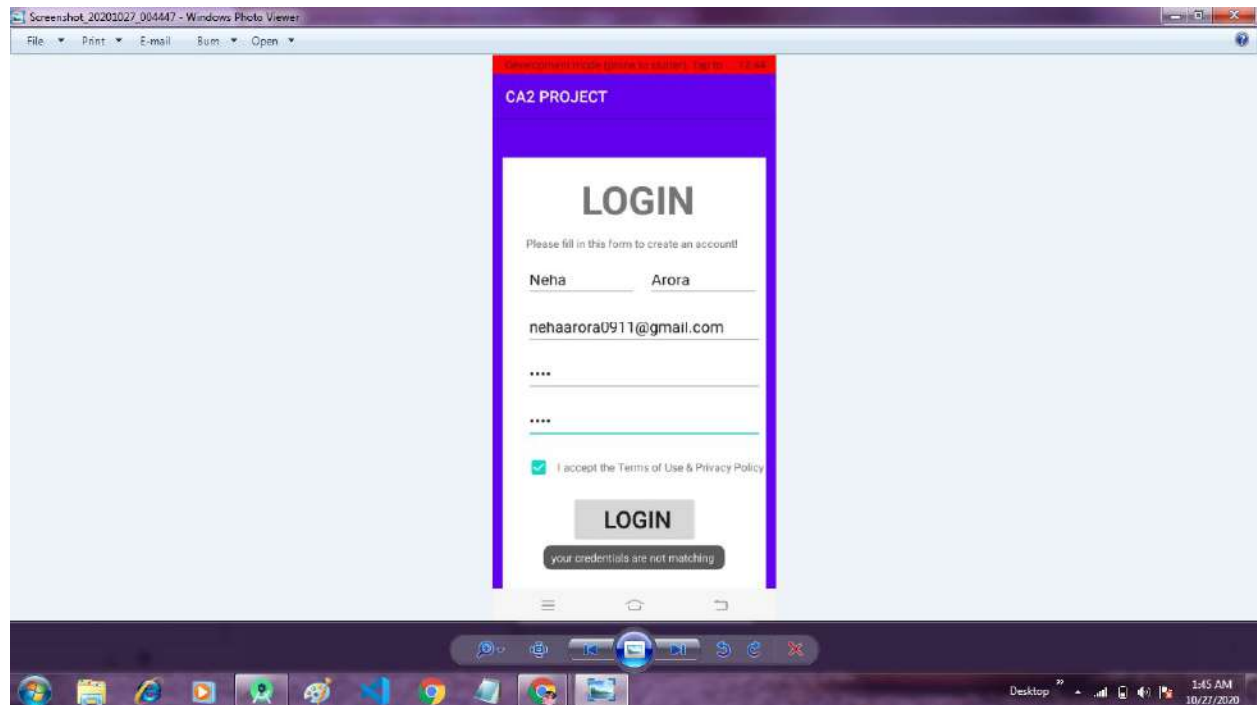 Screenshot_20201027_004447 - Windows Photo Viewer
File Print E-mail Burn Open
CA2 PROJECT
LOGIN
Please fill in this form to create an account!
Neha Arora
nehaarora0911@gmail.com
I accept the Terms of Use & Privacy Policy
LOGIN
your credentials are not matching
Desktop
1:45 AM
10/27/2020